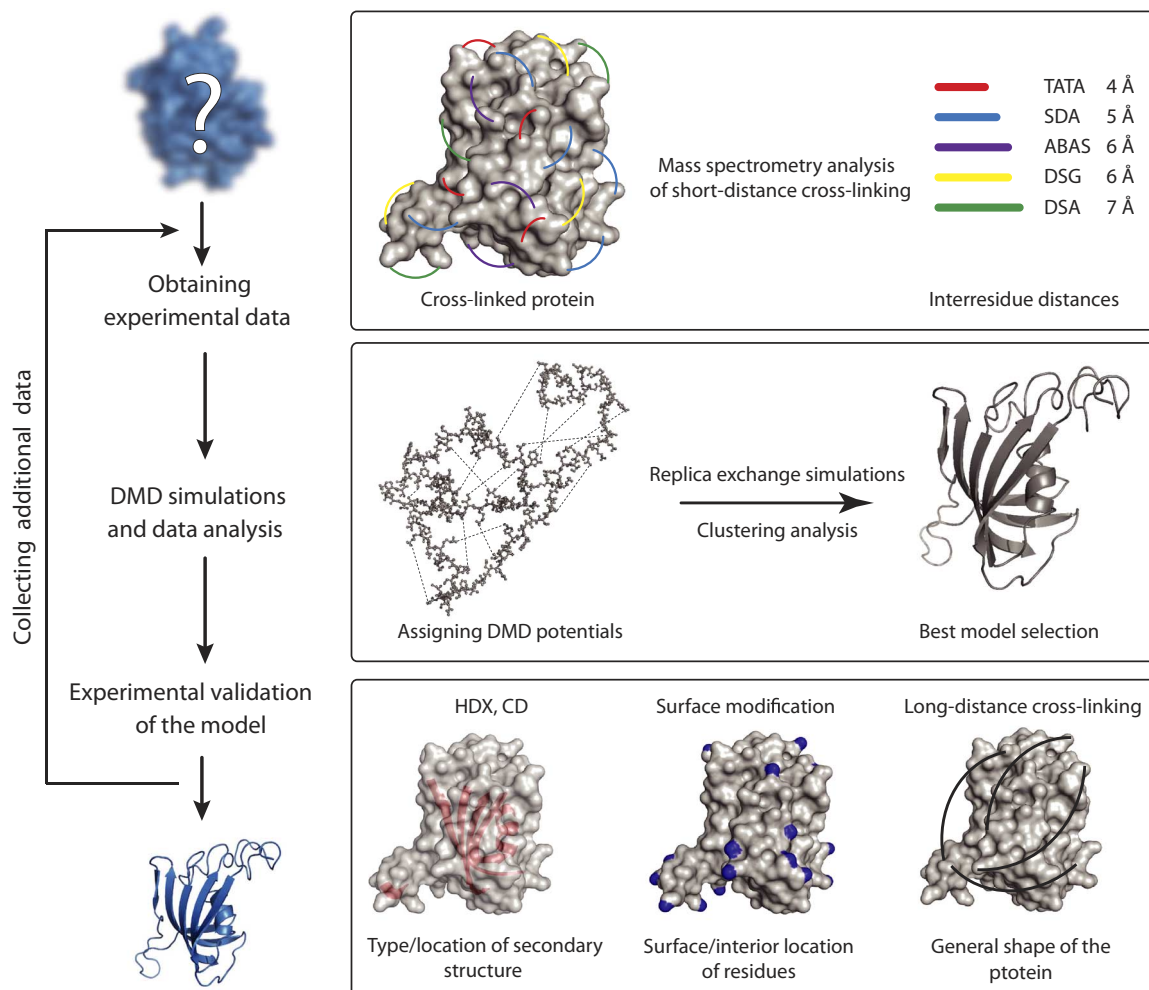 ?
Obtaining
experimental data
DMD simulations
and data analysis
Experimental validation
of the model
Collecting additional data
Mass spectrometry analysis
of short-distance cross-linking
TATA 4 Å
SDA 5 Å
ABAS 6 Å
DSG 6 Å
DSA 7 Å
Cross-linked protein
Interresidue distances
Replica exchange simulations
Clustering analysis
Assigning DMD potentials
Best model selection
HDX, CD
Surface modification
Long-distance cross-linking
Type/location of secondary
structure
Surface/interior location
of residues
General shape of the
ptotein